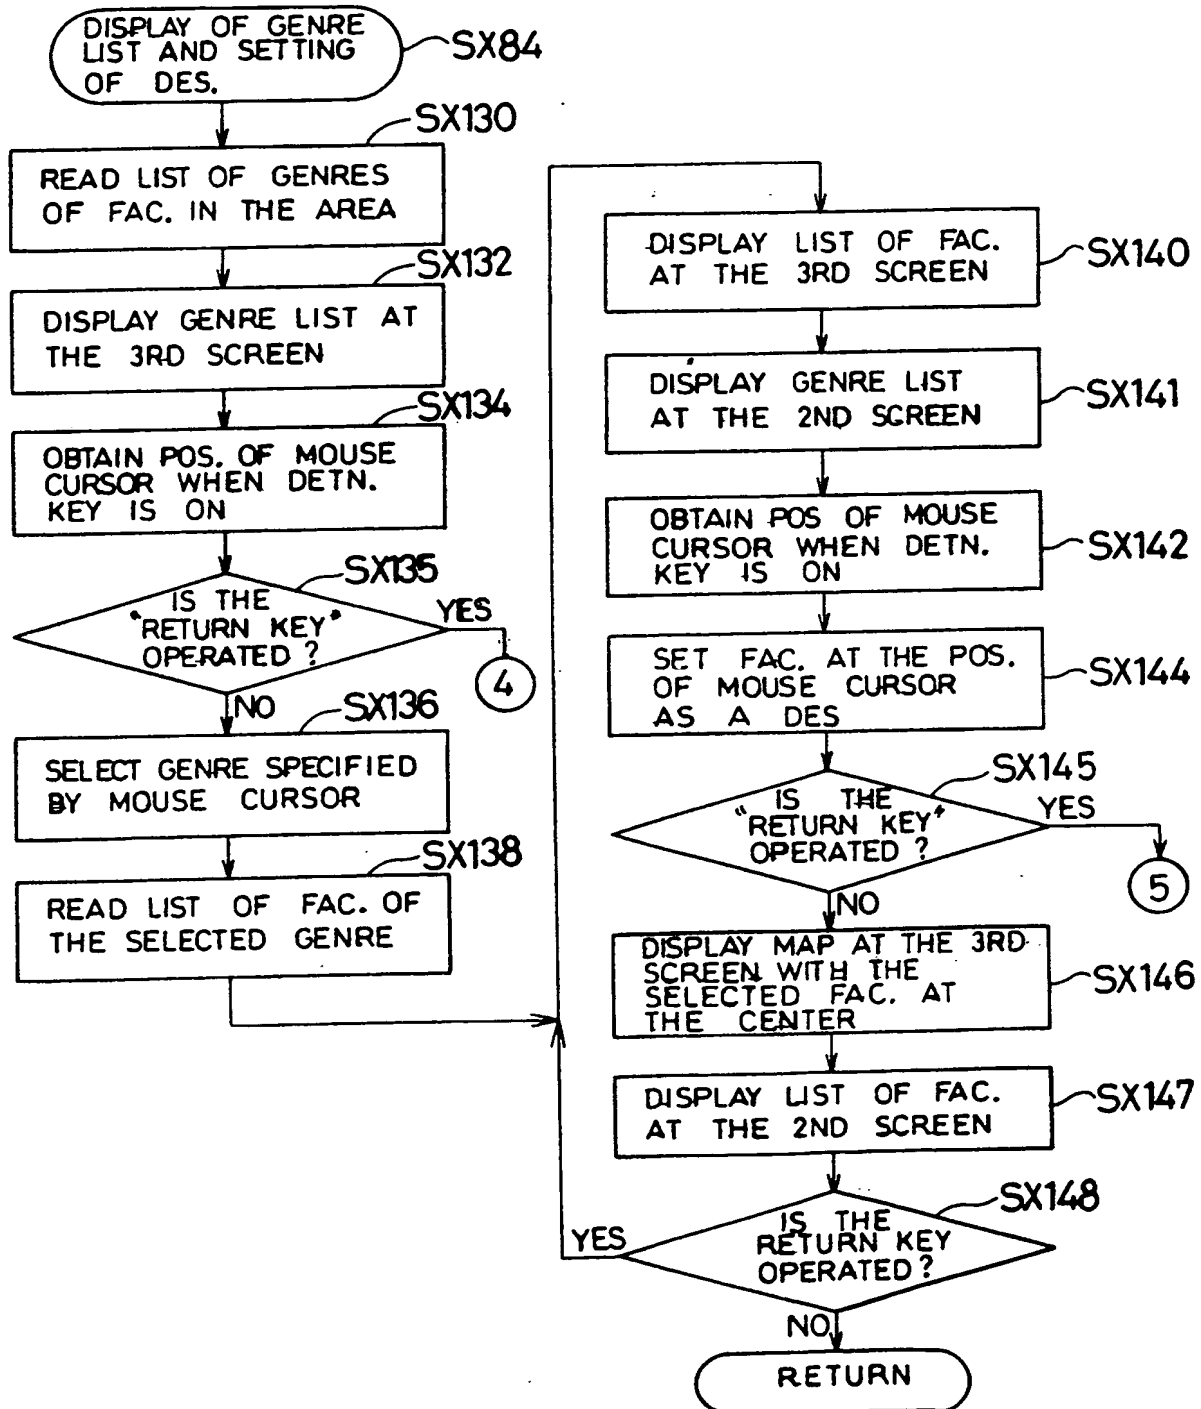 DISPLAY OF GENRE
LIST AND SETTING
OF DES.
SX84
SX130
READ LIST OF GENRES
OF FAC. IN THE AREA
SX132
DISPLAY GENRE LIST AT
THE 3RD SCREEN
SX134
OBTAIN POS. OF MOUSE
CURSOR WHEN DETN.
KEY IS ON
SX135
IS THE
"RETURN KEY"
OPERATED ?
YES
4
NO
SX136
SELECT GENRE SPECIFIED
BY MOUSE CURSOR
SX138
READ LIST OF FAC. OF
THE SELECTED GENRE
DISPLAY LIST OF FAC.
AT THE 3RD SCREEN
SX140
DISPLAY GENRE LIST
AT THE 2ND SCREEN
SX141
OBTAIN POS OF MOUSE
CURSOR WHEN DETN.
KEY IS ON
SX142
SET FAC. AT THE POS.
OF MOUSE CURSOR
AS A DES
SX144
SX145
IS THE
"RETURN KEY"
OPERATED ?
YES
5
NO
DISPLAY MAP AT THE 3RD
SCREEN WITH THE
SELECTED FAC. AT
THE CENTER
SX146
DISPLAY LIST OF FAC.
AT THE 2ND SCREEN
SX147
SX148
IS THE
RETURN KEY
OPERATED ?
YES
NO
RETURN